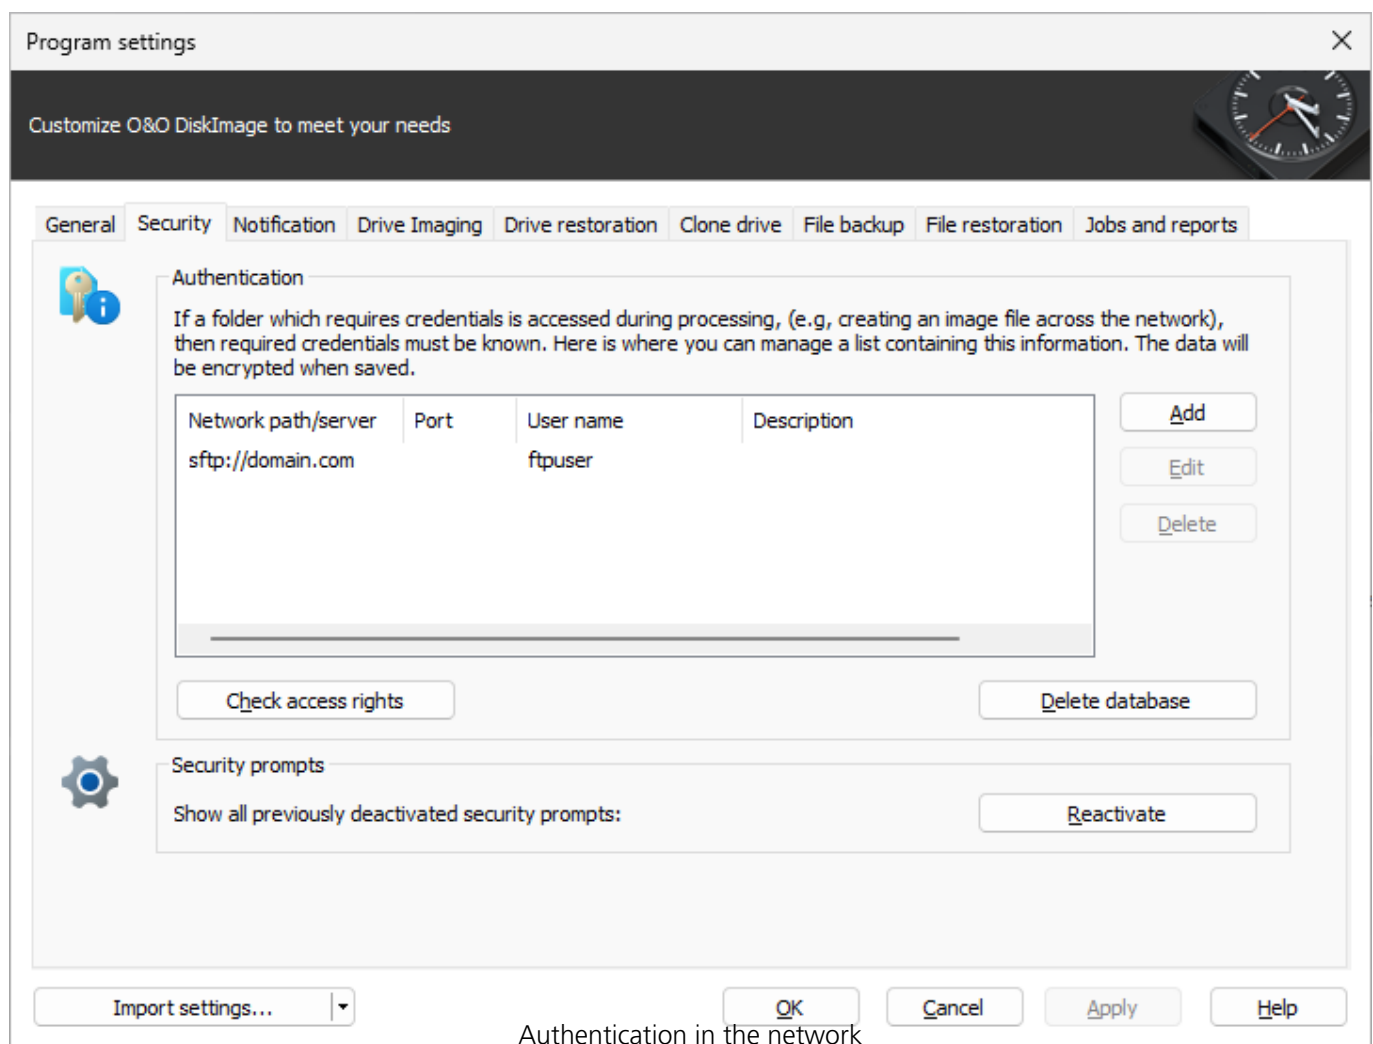 Program settings
Customize O&O DiskImage to meet your needs
General Security Notification Drive Imaging Drive restoration Clone drive File backup File restoration Jobs and reports
Authentication
If a folder which requires credentials is accessed during processing, (e.g, creating an image file across the network),
then required credentials must be known. Here is where you can manage a list containing this information. The data will
be encrypted when saved.
Network path/server Port User name Description
sftp://domain.com ftpuser
Add
Edit
Delete
Check access rights Delete database
Security prompts
Show all previously deactivated security prompts: Reactivate
Import settings... OK Cancel Apply Help
Authentication in the network